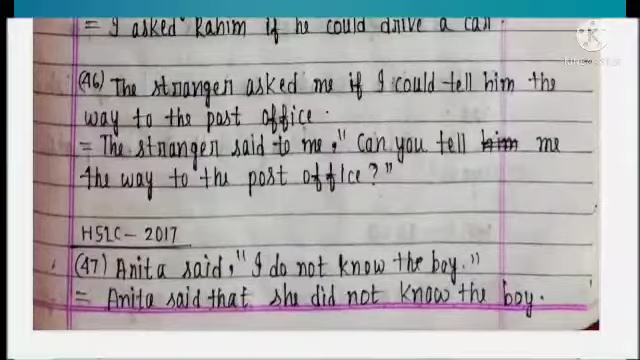 = I asked Rahim if he could drive a car
(46) The stranger asked me if I could tell him the
way to the post office.
= The stranger said to me, "Can you tell him me
the way to the post office?"
HSLC - 2017
(47) Anita said, "I do not know the boy."
= Anita said that she did not know the boy.